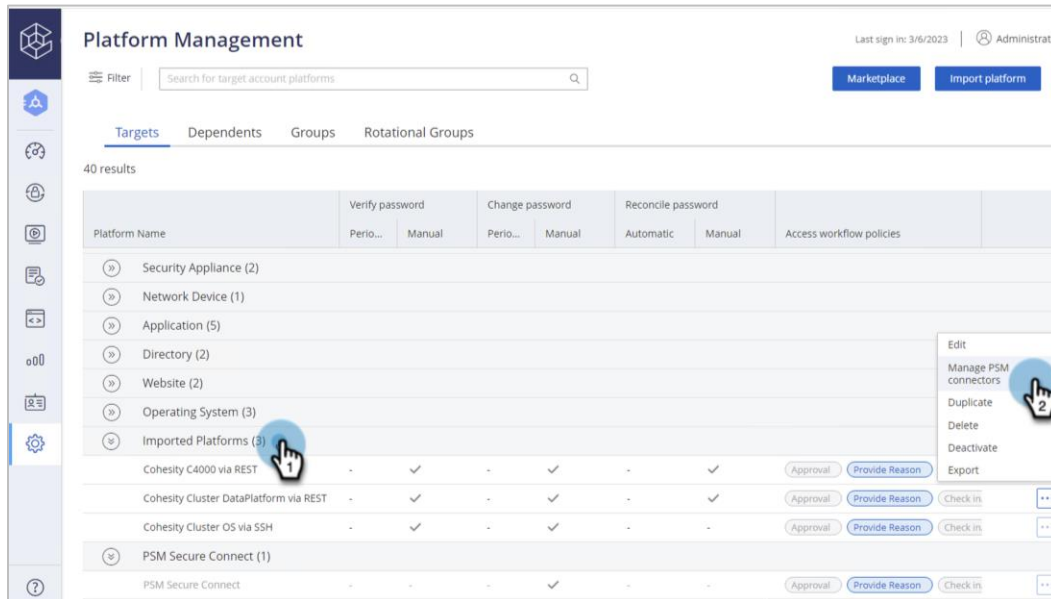 Platform Management
Last sign in: 3/6/2023
Administrat
Filter
Search for target account platforms
Marketplace
Import platform
Targets
Dependents
Groups
Rotational Groups
40 results
Verify password
Change password
Reconcile password
Platform Name
Perio...
Manual
Perio...
Manual
Automatic
Manual
Access workflow policies
Security Appliance (2)
Network Device (1)
Application (5)
Directory (2)
Website (2)
Operating System (3)
Imported Platforms (3)
1
Edit
Manage PSM
connectors
2
Duplicate
Delete
Deactivate
Export
Cohesity C4000 via REST - - -
Approval
Provide Reason
Cohesity Cluster DataPlatform via REST - - -
Approval
Provide Reason
Check in
Cohesity Cluster OS via SSH - - - -
Approval
Provide Reason
Check in
PSM Secure Connect (1)
PSM Secure Connect - - - - -
Approval
Provide Reason
Check in